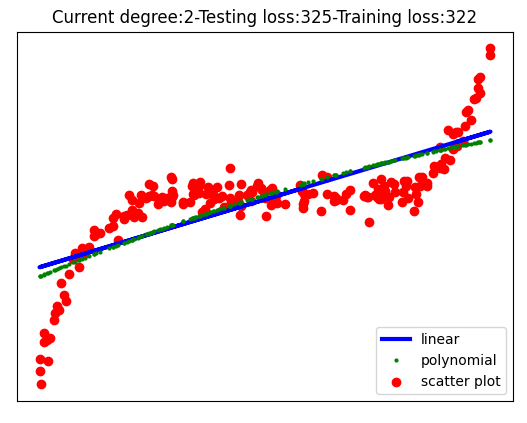 Current degree:2-Testing loss:325-Training loss:322
linear
polynomial
scatter plot